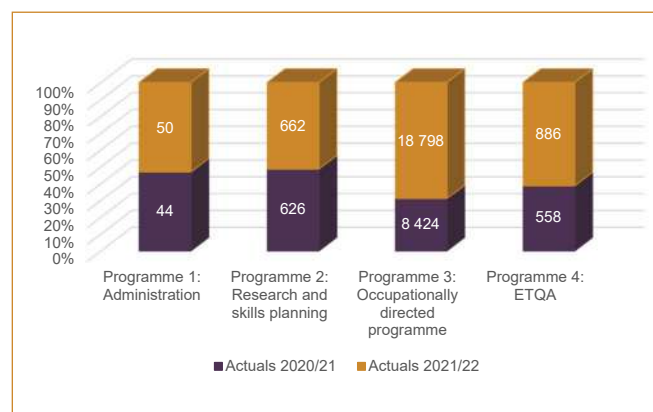 100%
90%
80%
70%
60%
50%
40%
30%
20%
10%
0%
50
662
18 798
886
44
626
8 424
558
Programme 1:
Administration
Programme 2:
Research and
skills planning
Programme 3:
Occupationally
directed
programme
Programme 4:
ETQA
Actuals 2020/21
Actuals 2021/22